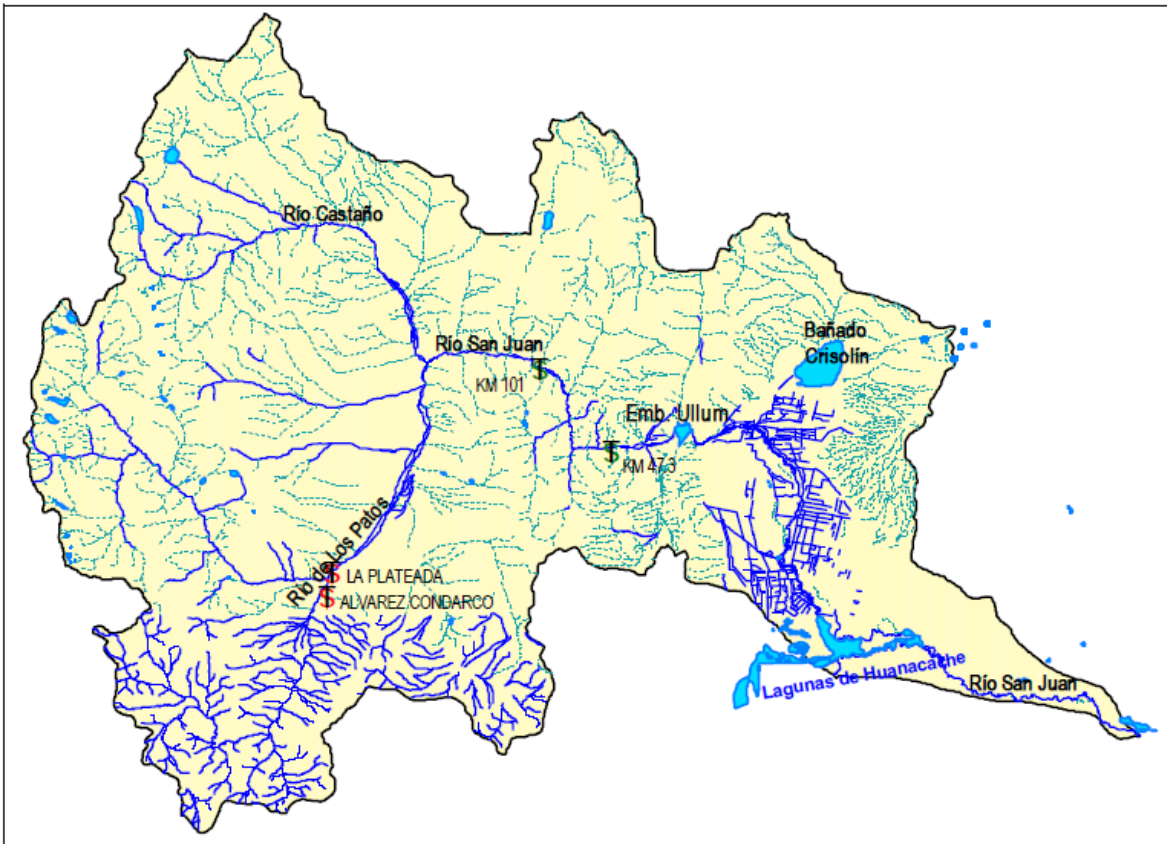 Río Castaño
Río San Juan
KM 101
Bañado
Crisolín
Emb. Ullum
KM 47.3
Río de Los Patos
LA PLATEADA
ALVAREZ CONDARCO
Lagunas de Huanacache
Río San Juan